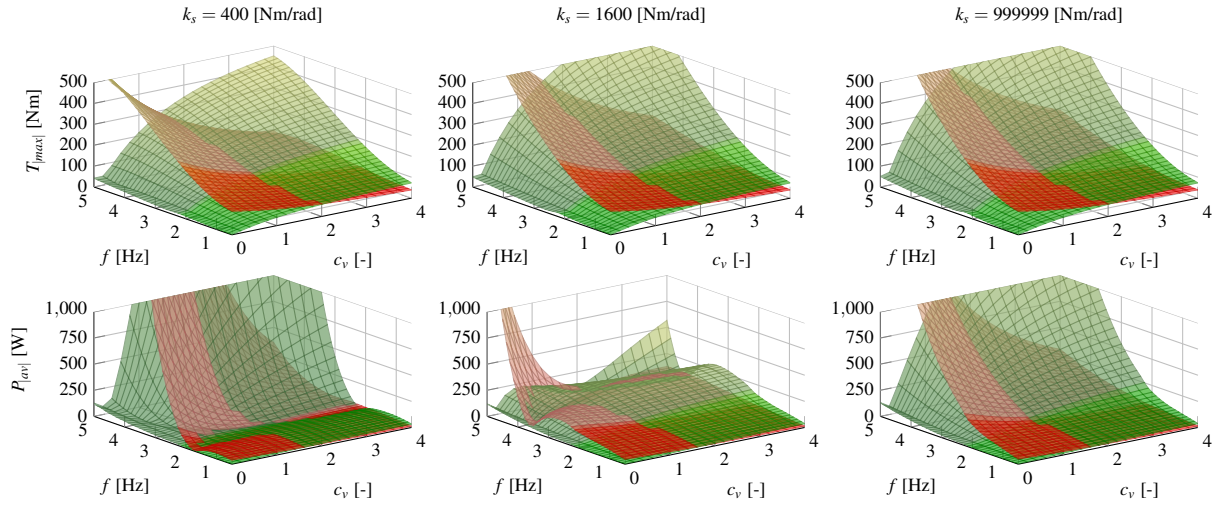 k_s = 400 [Nm/rad] k_s = 1600 [Nm/rad] k_s = 999999 [Nm/rad]
T_|max| [Nm]
500
400
300
200
100
0
5 4 3 2 1
f [Hz]
0 1 2 3 4
c_v [-]
500
400
300
200
100
0
5 4 3 2 1
f [Hz]
0 1 2 3 4
c_v [-]
500
400
300
200
100
0
5 4 3 2 1
f [Hz]
0 1 2 3 4
c_v [-]
P_|av| [W]
1,000
750
500
250
0
5 4 3 2 1
f [Hz]
0 1 2 3 4
c_v [-]
1,000
750
500
250
0
5 4 3 2 1
f [Hz]
0 1 2 3 4
c_v [-]
1,000
750
500
250
0
5 4 3 2 1
f [Hz]
0 1 2 3 4
c_v [-]